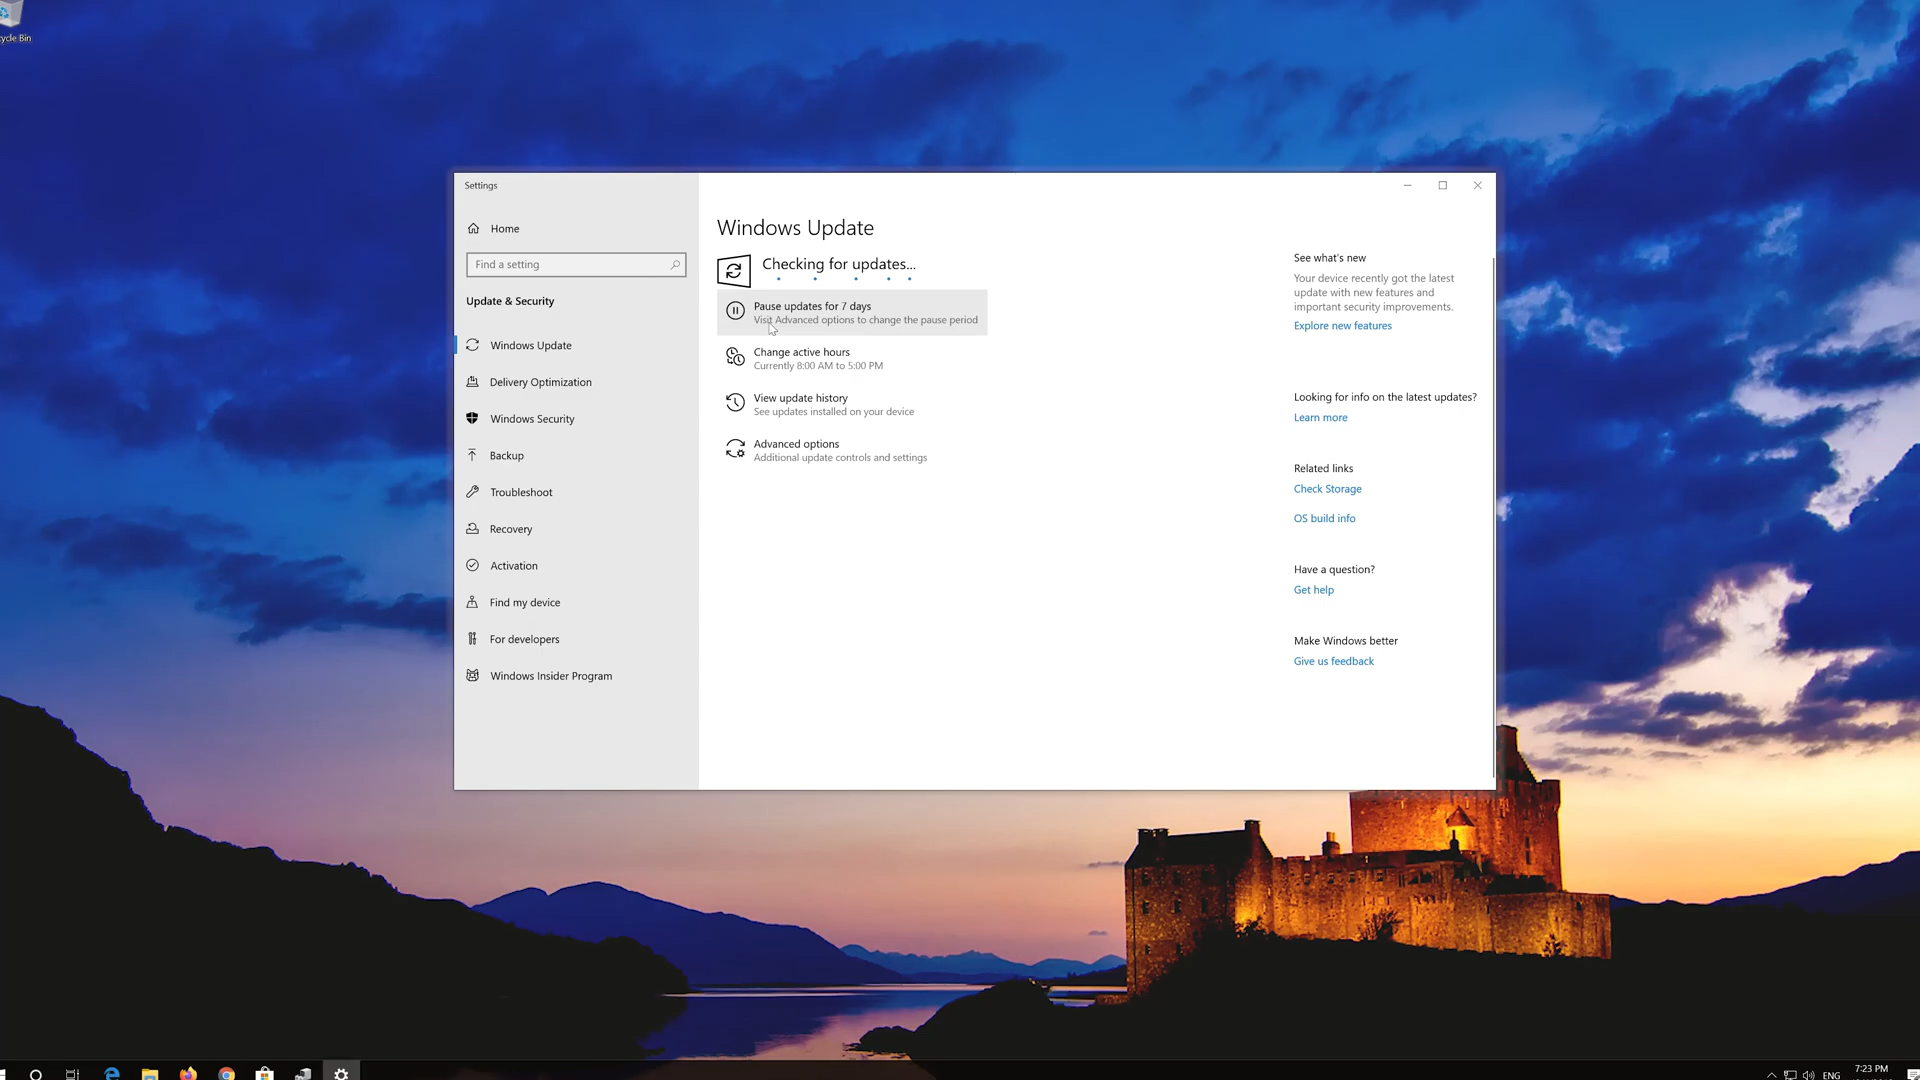 cycle Bin
Settings
Home
Find a setting
Update & Security
Windows Update
Delivery Optimization
Windows Security
Backup
Troubleshoot
Recovery
Activation
Find my device
For developers
Windows Insider Program
Windows Update
Checking for updates...
Pause updates for 7 days
Visit Advanced options to change the pause period
Change active hours
Currently 8:00 AM to 5:00 PM
View update history
See updates installed on your device
Advanced options
Additional update controls and settings
See what's new
Your device recently got the latest
update with new features and
important security improvements.
Explore new features
Looking for info on the latest updates?
Learn more
Related links
Check Storage
OS build info
Have a question?
Get help
Make Windows better
Give us feedback
ENG
7:23 PM